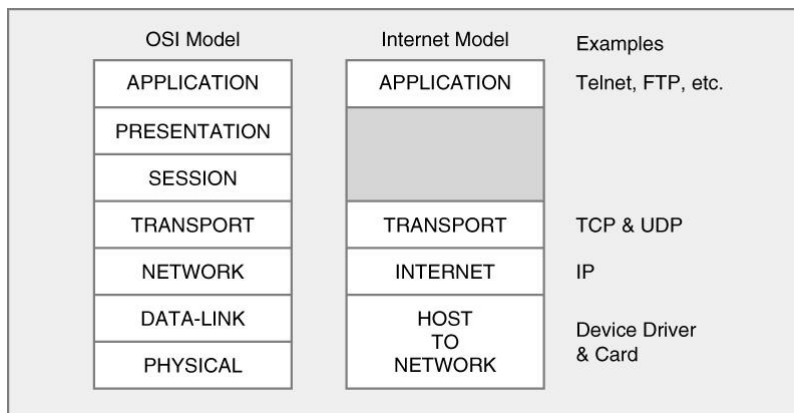 OSI Model
Internet Model
Examples
APPLICATION
APPLICATION
Telnet, FTP, etc.
PRESENTATION
SESSION
TRANSPORT
TRANSPORT
TCP & UDP
NETWORK
INTERNET
IP
DATA-LINK
PHYSICAL
HOST
TO
NETWORK
Device Driver
& Card